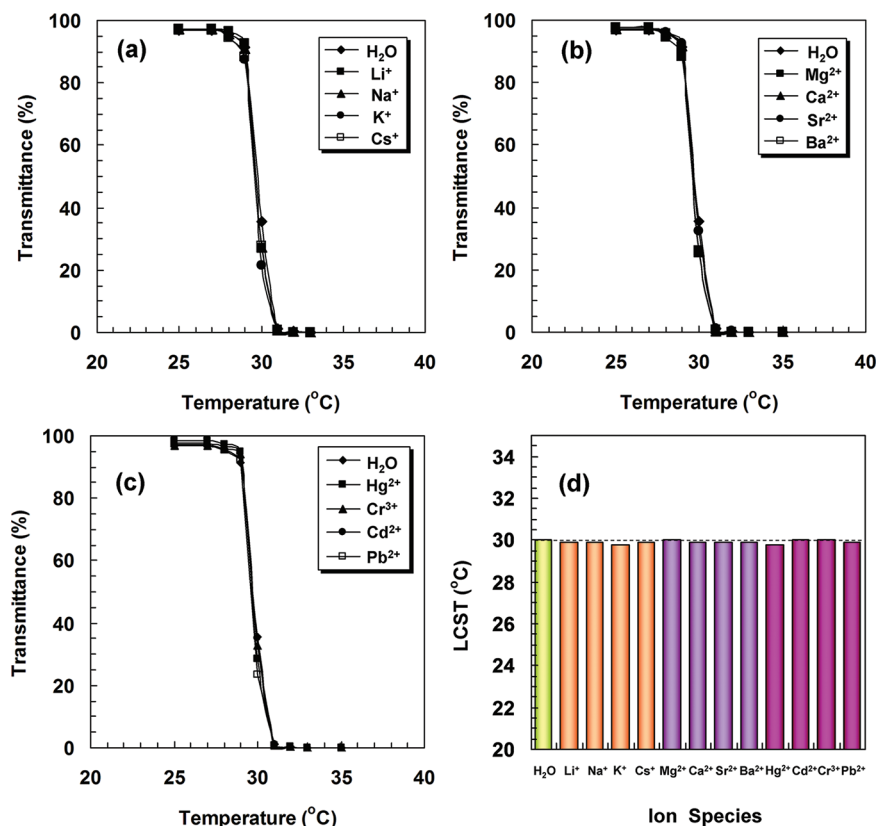 (a)
H₂O
Li⁺
Na⁺
K⁺
Cs⁺
Transmittance (%)
100
80
60
40
20
0
20 25 30 35 40
Temperature (°C)
(b)
H₂O
Mg²⁺
Ca²⁺
Sr²⁺
Ba²⁺
Transmittance (%)
100
80
60
40
20
0
20 25 30 35 40
Temperature (°C)
(c)
H₂O
Hg²⁺
Cr³⁺
Cd²⁺
Pb²⁺
Transmittance (%)
100
80
60
40
20
0
20 25 30 35 40
Temperature (°C)
(d)
LCST (°C)
34
32
30
28
26
24
22
20
H₂O Li⁺ Na⁺ K⁺ Cs⁺ Mg²⁺ Ca²⁺ Sr²⁺ Ba²⁺ Hg²⁺ Cd²⁺ Cr³⁺ Pb²⁺
Ion Species